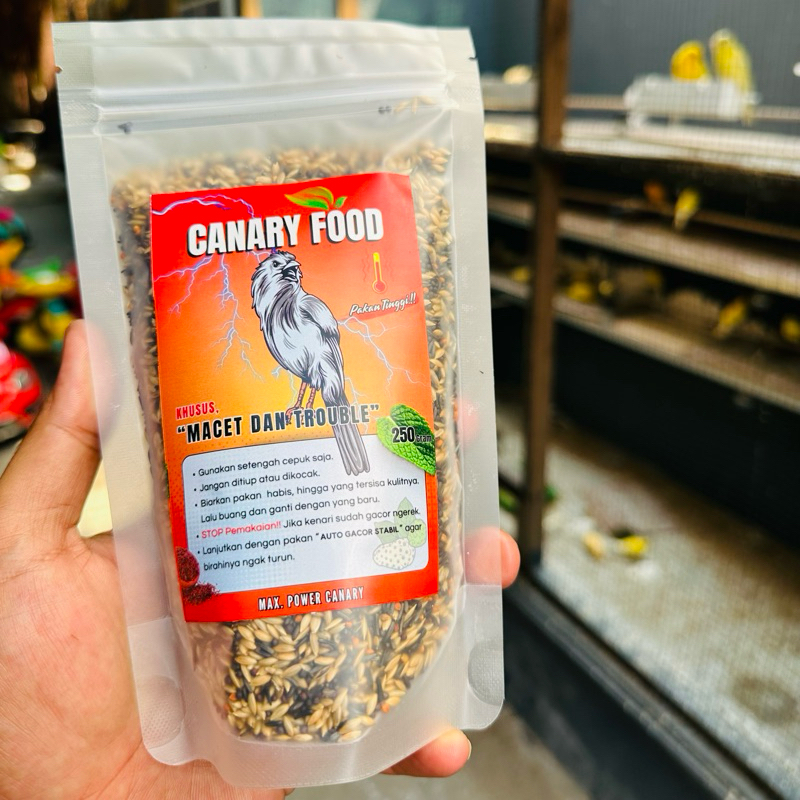 CANARY FOOD
Pakan Tinggi.!!
KHUSUS,
"MACET DAN TROUBLE"
250 Gram
• Gunakan setengah cepuk saja.
• Jangan ditiup atau dikocak.
• Biarkan pakan habis, hingga yang tersisa kulitnya.
Lalu buang dan ganti dengan yang baru.
• STOP Pemakaian!! Jika kenari sudah gacor ngerek.
• Lanjutkan dengan pakan "AUTO GACOR STABIL" agar
birahinya ngak turun.
MAX. POWER CANARY